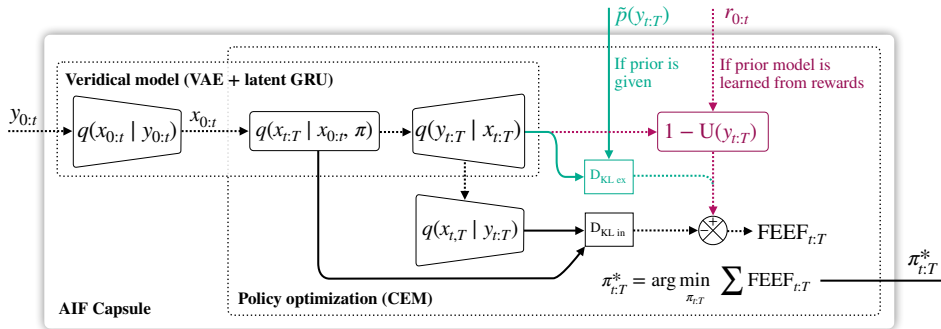 p̃(y_{t:T})
r_{0:t}
If prior is
given
If prior model is
learned from rewards
Veridical model (VAE + latent GRU)
y_{0:t}
q(x_{0:t} | y_{0:t})
x_{0:t}
q(x_{t:T} | x_{0:t}, π)
q(y_{t:T} | x_{t:T})
1 − U(y_{t:T})
D_{KL ex}
q(x_{t,T} | y_{t:T})
D_{KL in}
+
FEEF_{t:T}
π*_{t:T} = arg min_{π_{t:T}} ∑ FEEF_{t:T}
π*_{t:T}
Policy optimization (CEM)
AIF Capsule